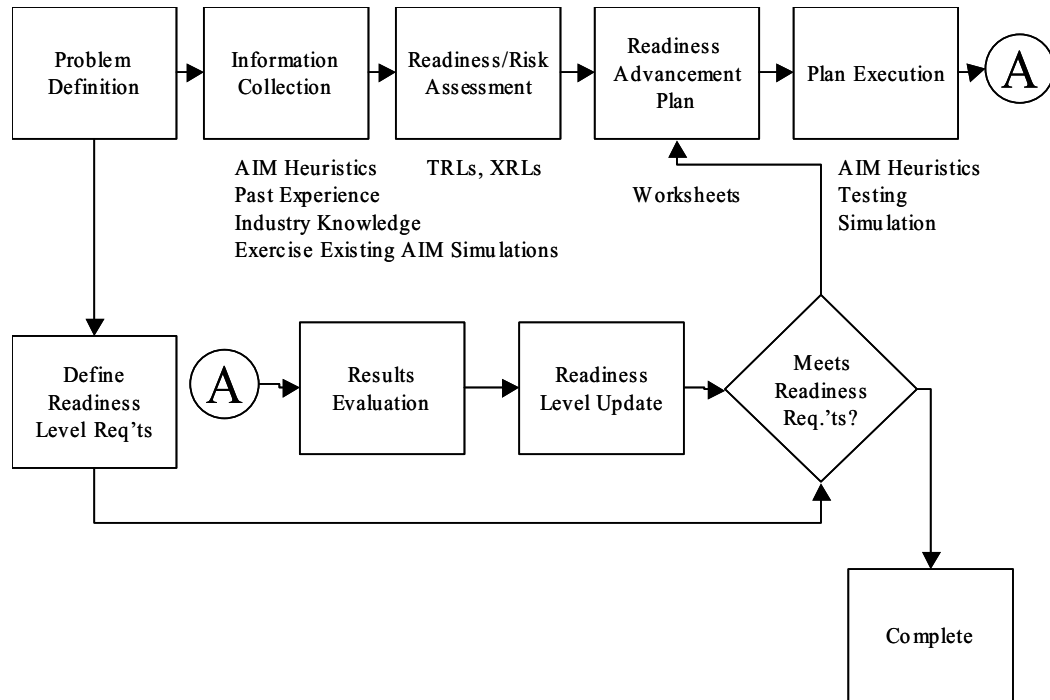 Problem
Definition
Information
Collection
Readiness/Risk
Assessment
Readiness
Advancement
Plan
Plan Execution
A
AIM Heuristics
Past Experience
Industry Knowledge
Exercise Existing AIM Simulations
TRLs, XRLs
Worksheets
AIM Heuristics
Testing
Simulation
Define
Readiness
Level Req'ts
A
Results
Evaluation
Readiness
Level Update
Meets
Readiness
Req.'ts?
Complete